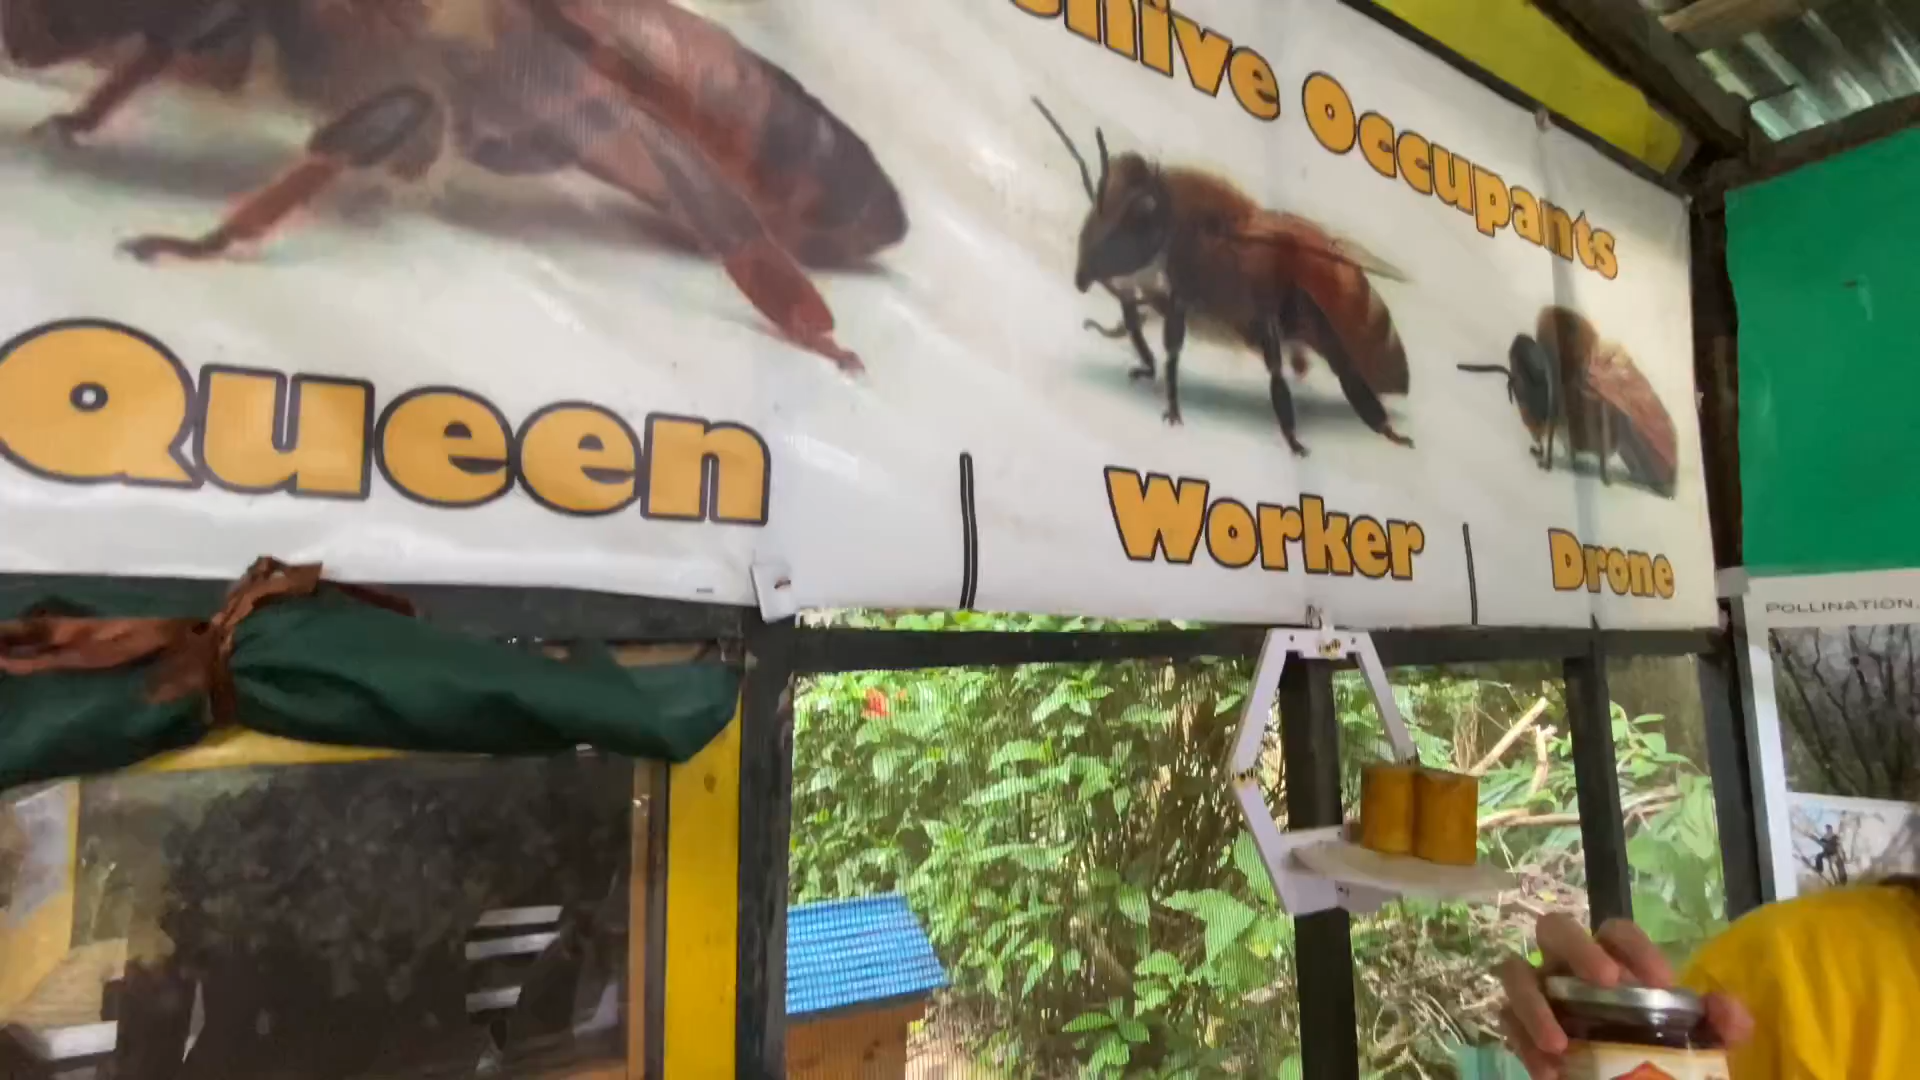 hive Occupants
Queen
Worker
Drone
POLLINATION